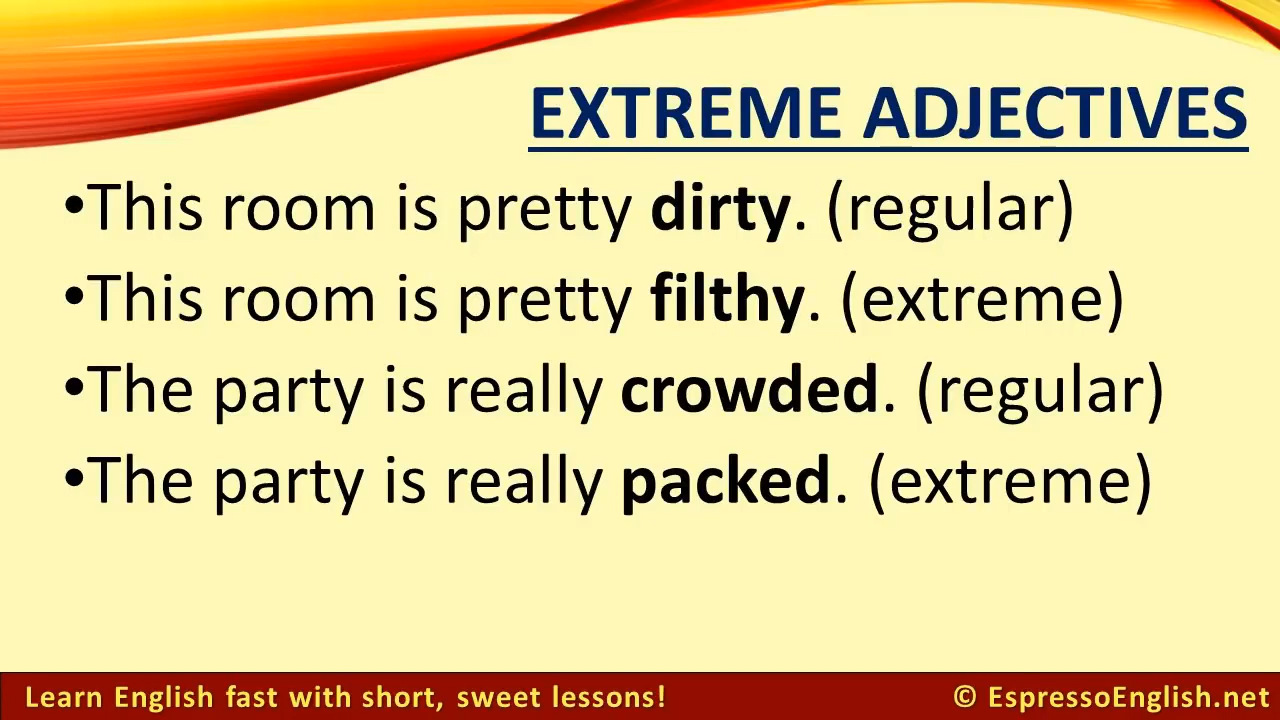 EXTREME ADJECTIVES
•This room is pretty dirty. (regular)
•This room is pretty filthy. (extreme)
•The party is really crowded. (regular)
•The party is really packed. (extreme)
Learn English fast with short, sweet lessons!
© EspressoEnglish.net